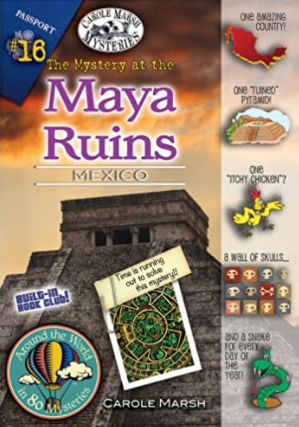 PASSPORT
#16
CAROLE MARSH
MYSTERIES
The Mystery at the
Maya
Ruins
MEXICO
Time is running
out to solve
this mystery!!
BUILT-IN
BOOK CLUB!
Around the World
in 80 Mysteries
CAROLE MARSH
ONE AMAZING
COUNTRY!
ONE "RUINED"
PYRAMID!
ONE
"ITCHY CHICKEN"?
A WALL OF SKULLS...
AND A SNAKE
FOR EVERY
DAY OF
THE YEAR!